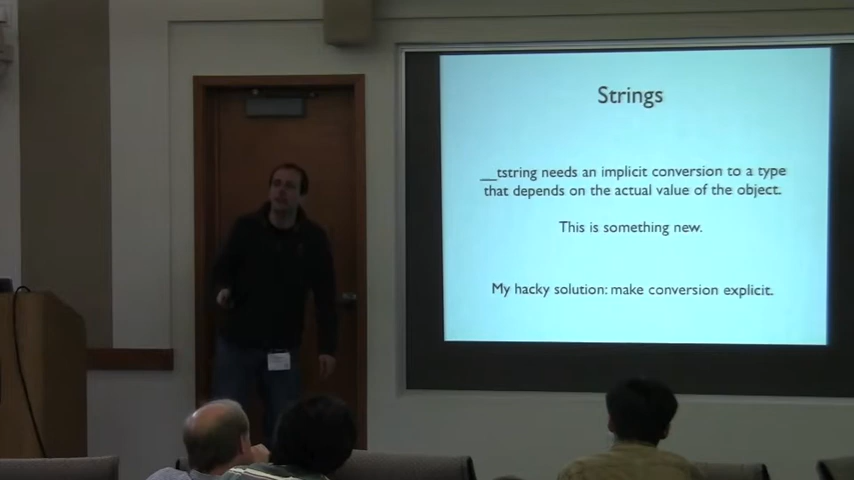 Strings
__tstring needs an implicit conversion to a type
that depends on the actual value of the object.
This is something new.
My hacky solution: make conversion explicit.